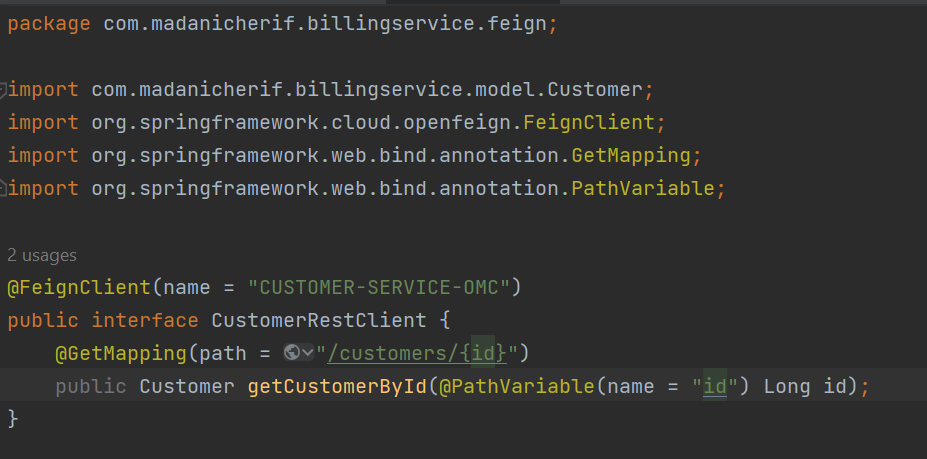 package com.madanicherif.billingservice.feign;
import com.madanicherif.billingservice.model.Customer;
import org.springframework.cloud.openfeign.FeignClient;
import org.springframework.web.bind.annotation.GetMapping;
import org.springframework.web.bind.annotation.PathVariable;
2 usages
@FeignClient(name = "CUSTOMER-SERVICE-OMC")
public interface CustomerRestClient {
@GetMapping(path = "/customers/{id}")
public Customer getCustomerById(@PathVariable(name = "id") Long id);
}